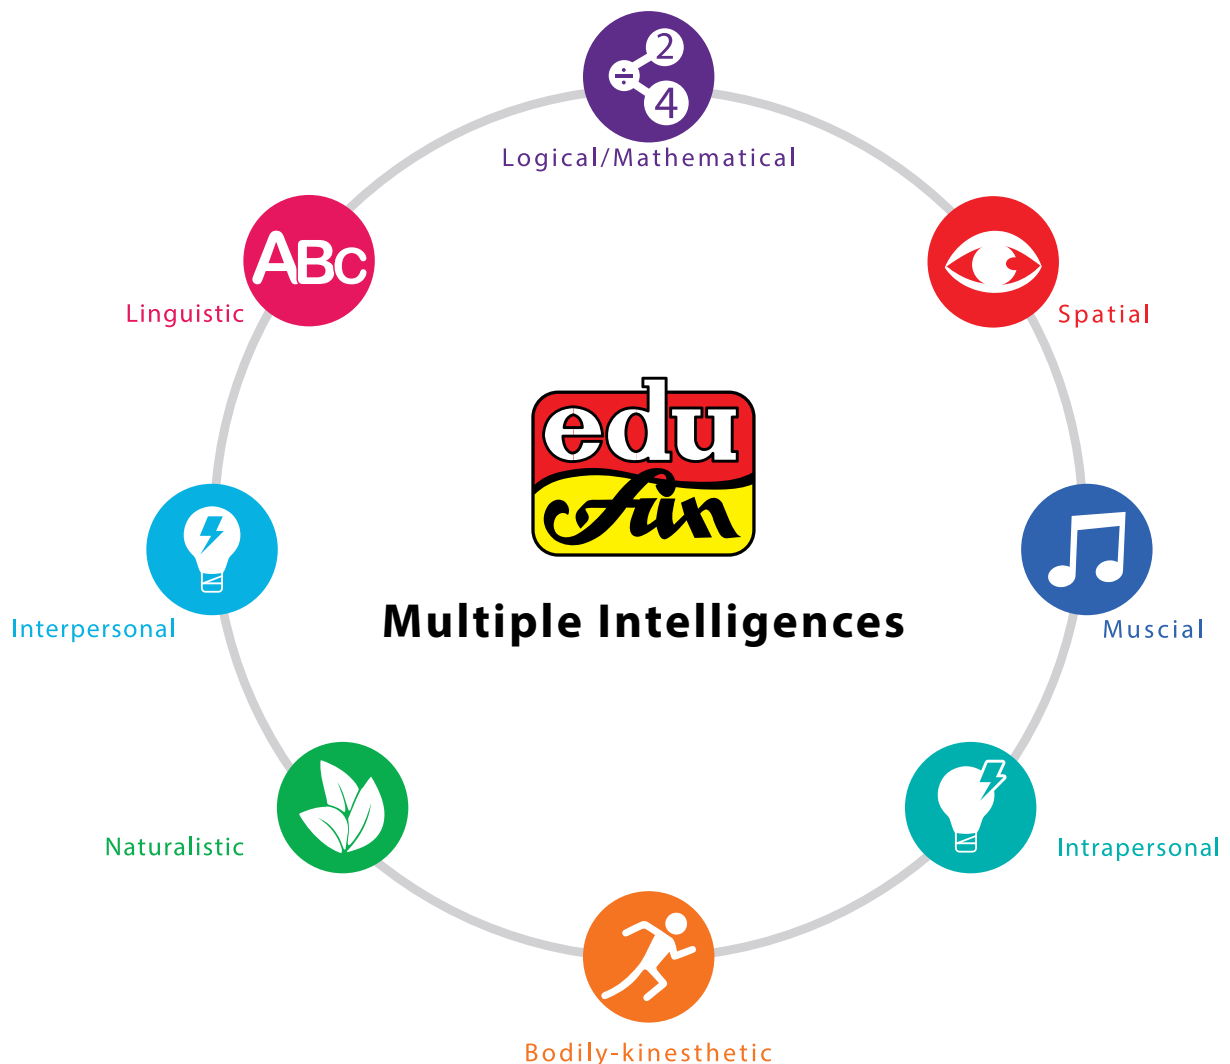 2
÷
4
Logical/Mathematical
ABc
Linguistic
Spatial
edu
fun
Multiple Intelligences
Interpersonal
Muscial
Naturalistic
Intrapersonal
Bodily-kinesthetic